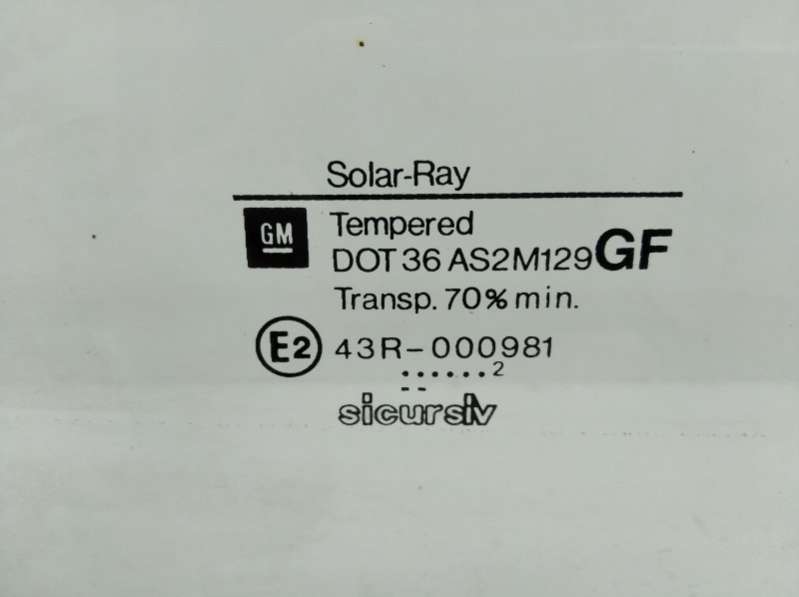 Solar-Ray
GM
Tempered
DOT 36 AS2 M129 GF
Transp. 70% min.
E2
43R-000981
......2
--
sicursiv